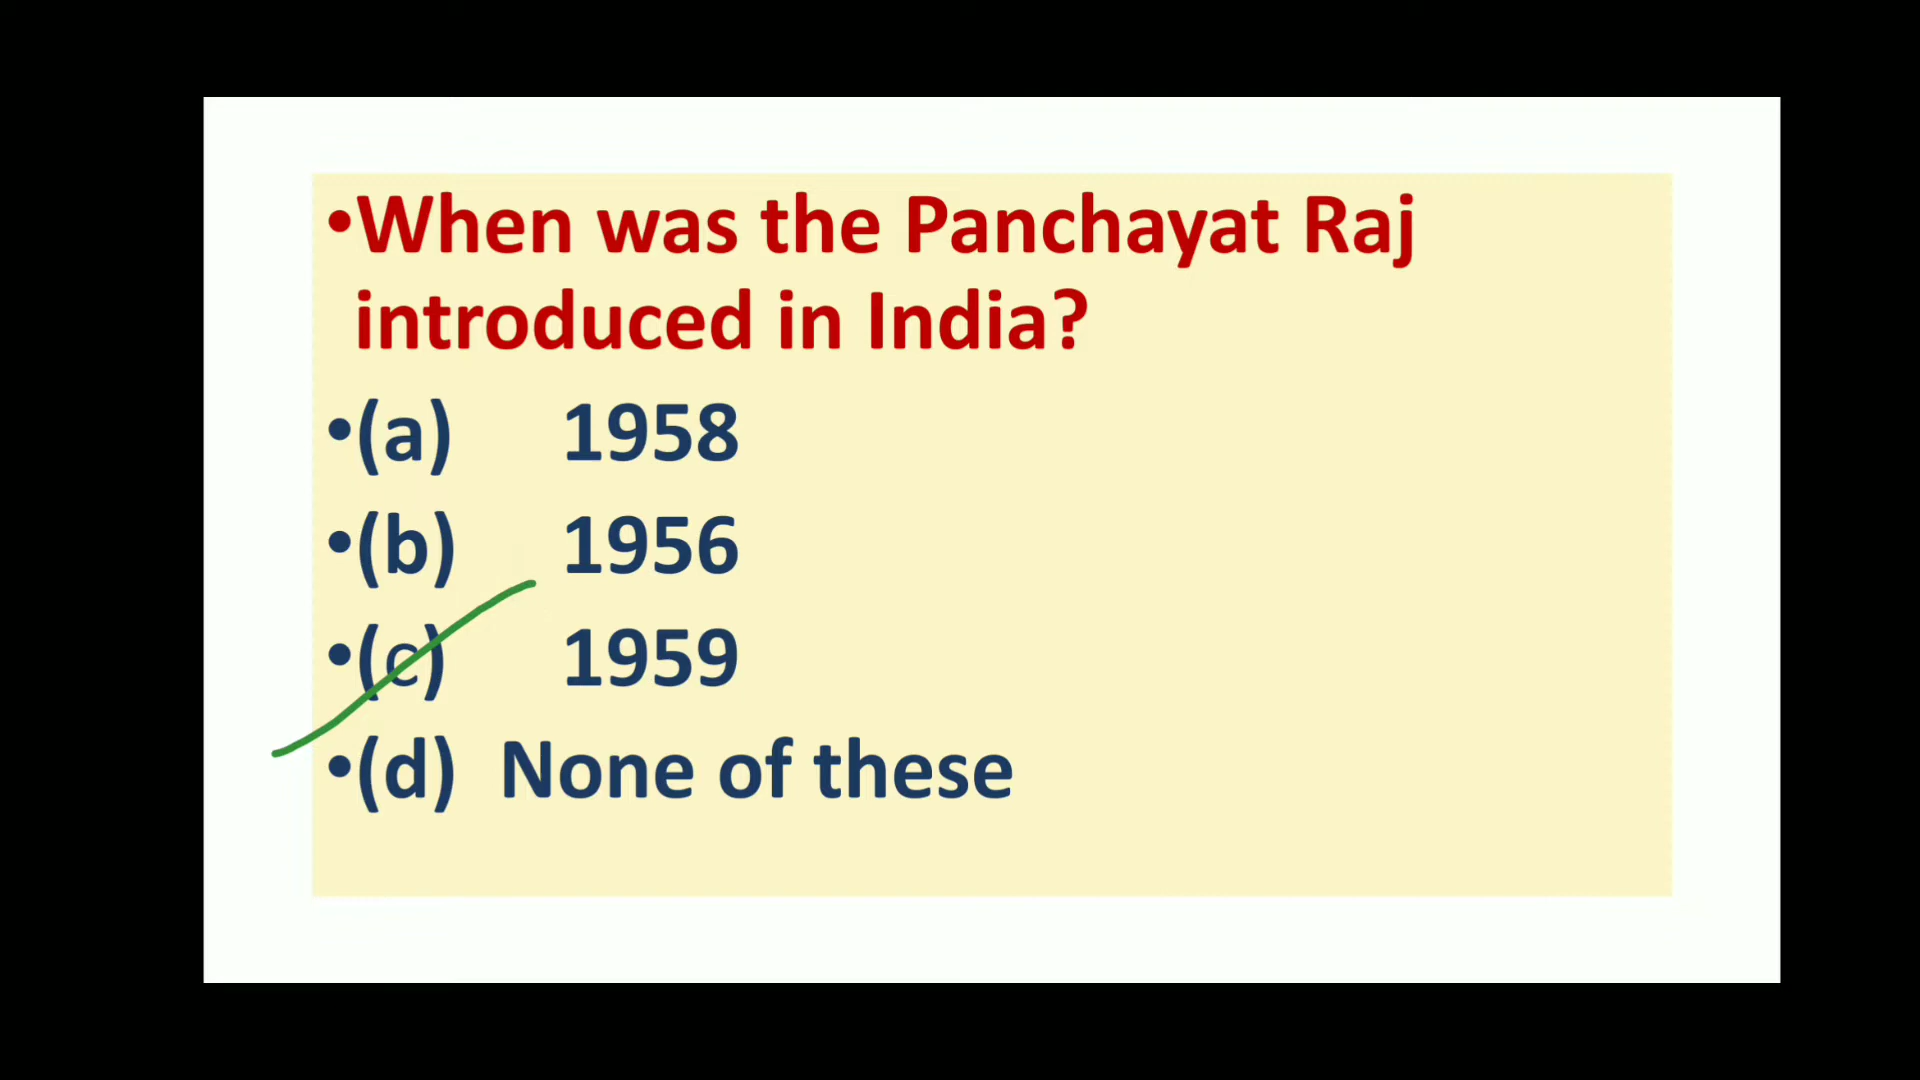 •When was the Panchayat Raj
introduced in India?
•(a) 1958
•(b) 1956
•(c) 1959
•(d) None of these